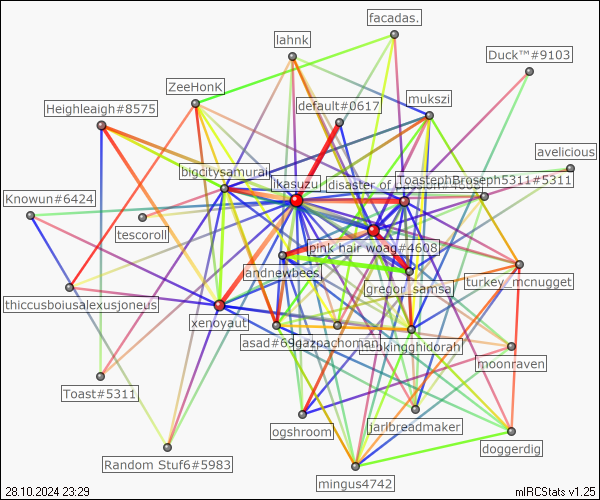 facadas.
lahnk
Duck™#9103
ZeeHonK
mukszi
default#0617
Heighleigh#8575
avelicious
bigcitysamurai
ikasuzu
disaster of
ToastephBroseph5311#5311
Knowun#6424
tescoroll
pink hair woag#4608
andnewbees
gregor_samsa
turkey_mcnugget
thiccusboiusalexusjoneus
xenoyaut
asad#69
gazpachoman
kingghidorah
moonraven
Toast#5311
jarlbreadmaker
ogshroom
doggerdig
Random Stuf6#5983
mingus4742
28.10.2024 23:29
mIRCStats v1.25